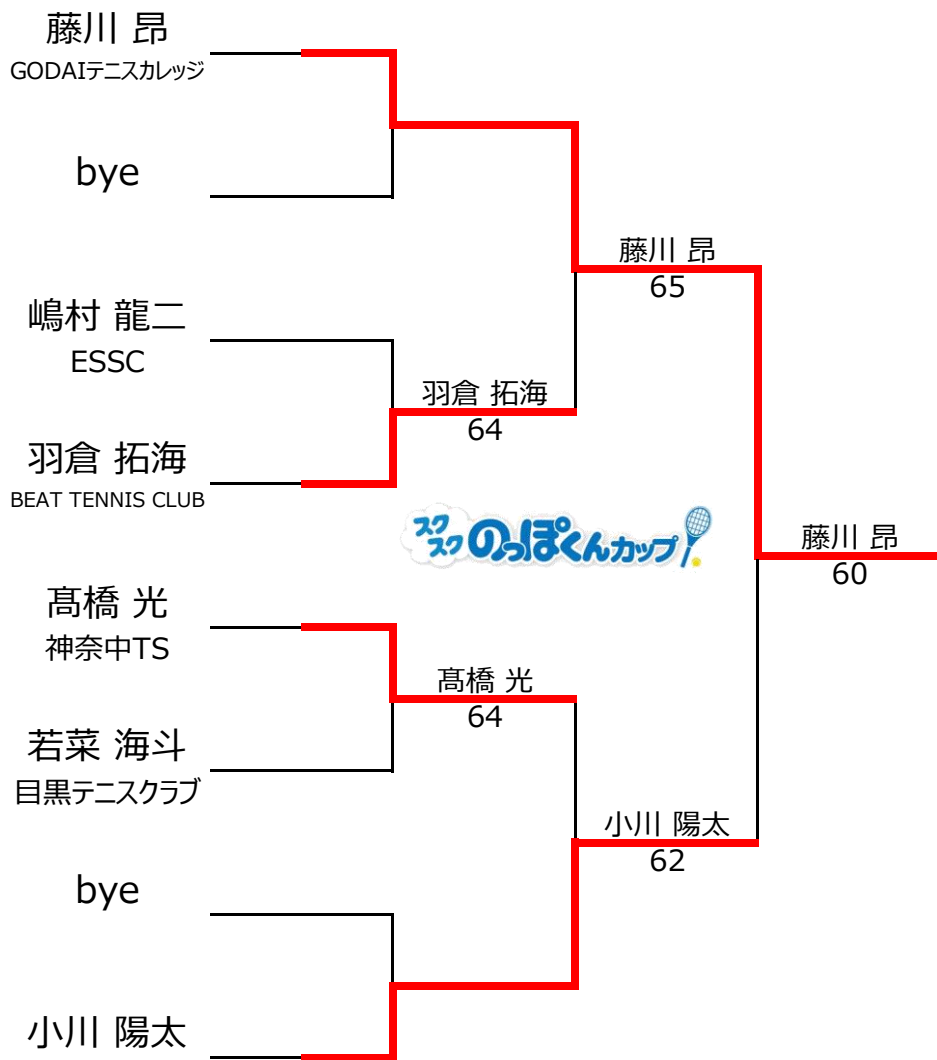 藤川 昂
GODAIテニスカレッジ
bye
藤川 昂
65
嶋村 龍二
ESSC
羽倉 拓海
64
羽倉 拓海
BEAT TENNIS CLUB
スクスクのっぽくんカップ
藤川 昂
60
髙橋 光
神奈中TS
髙橋 光
64
若菜 海斗
目黒テニスクラブ
小川 陽太
62
bye
小川 陽太